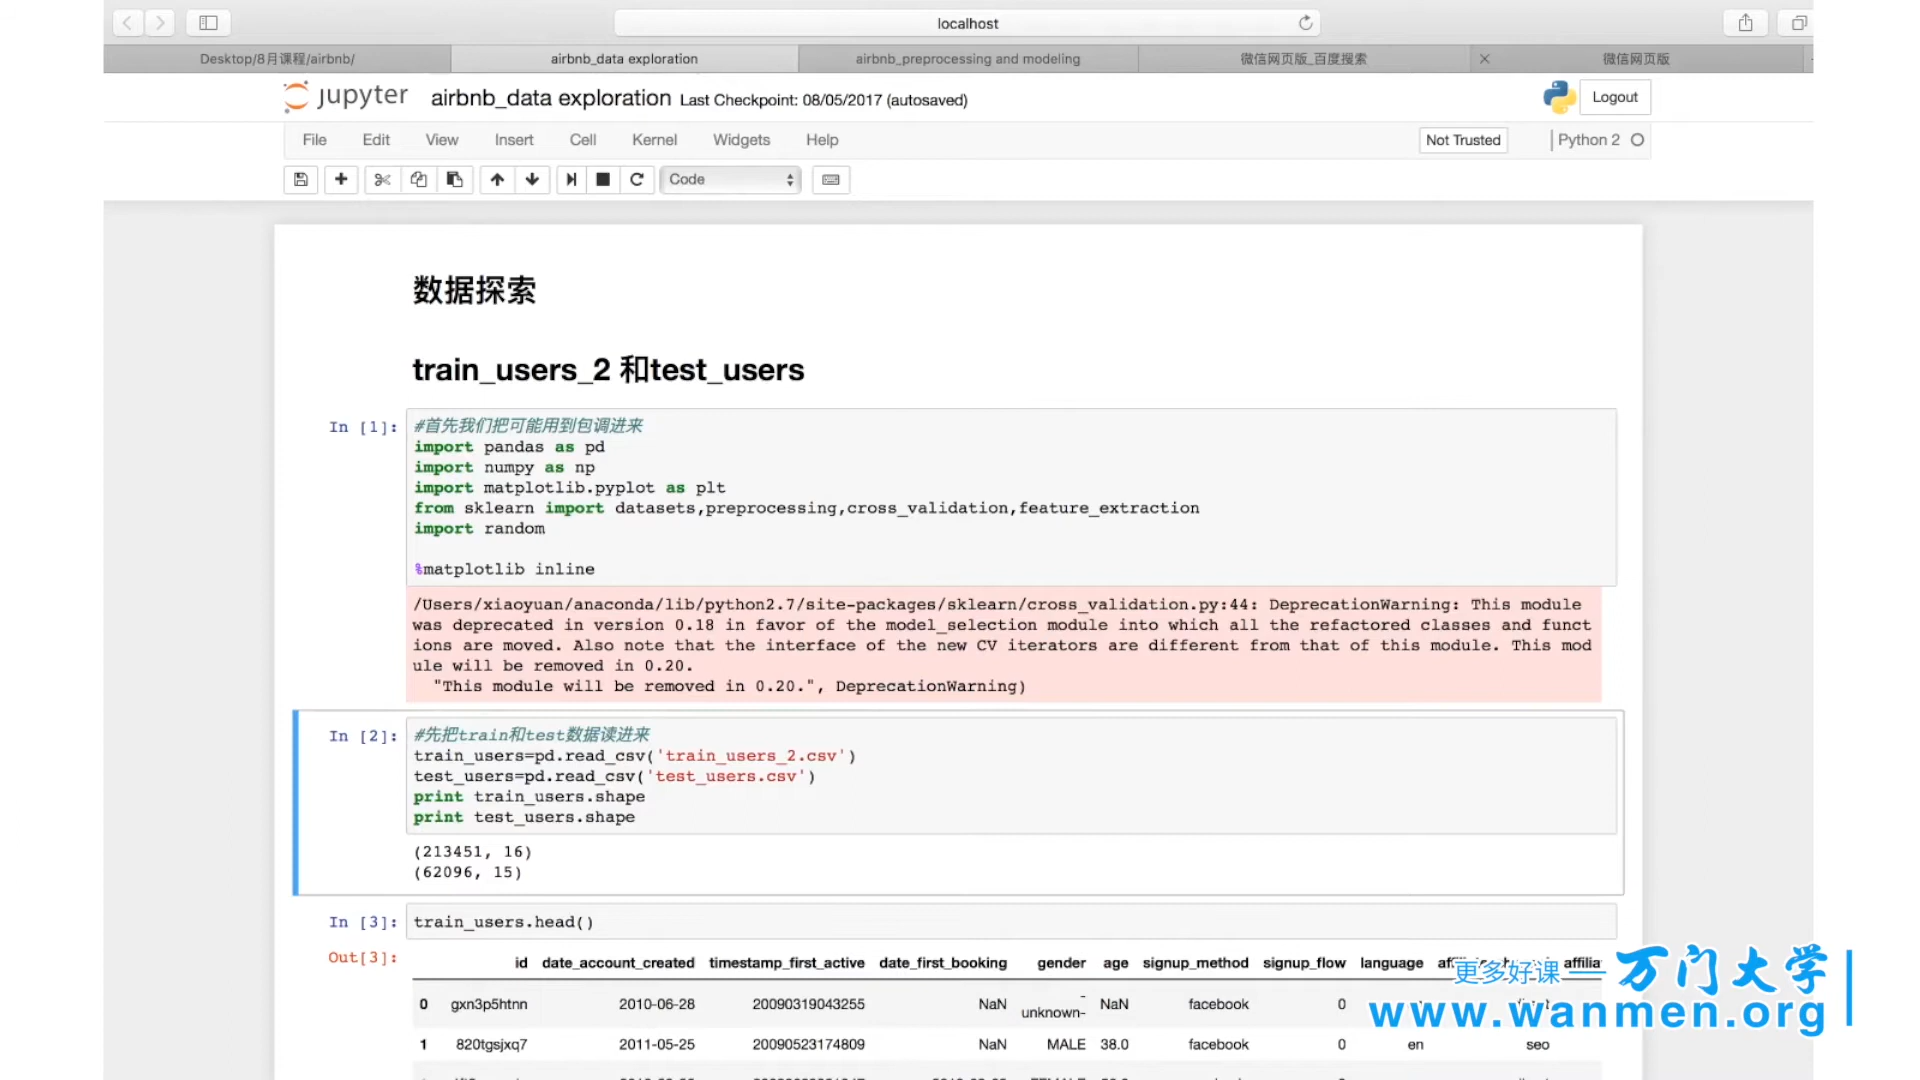 localhost
Desktop/8月课程/airbnb/ airbnb_data exploration airbnb_preprocessing and modeling 微信网页版_百度搜索 微信网页版
jupyter airbnb_data exploration Last Checkpoint: 08/05/2017 (autosaved) Logout
File Edit View Insert Cell Kernel Widgets Help Not Trusted Python 2
Code
数据探索
train_users_2 和test_users
In [1]: #首先我们把可能用到包调进来
import pandas as pd
import numpy as np
import matplotlib.pyplot as plt
from sklearn import datasets,preprocessing,cross_validation,feature_extraction
import random
%matplotlib inline
/Users/xiaoyuan/anaconda/lib/python2.7/site-packages/sklearn/cross_validation.py:44: DeprecationWarning: This module
was deprecated in version 0.18 in favor of the model_selection module into which all the refactored classes and funct
ions are moved. Also note that the interface of the new CV iterators are different from that of this module. This mod
ule will be removed in 0.20.
"This module will be removed in 0.20.", DeprecationWarning)
In [2]: #先把train和test数据读进来
train_users=pd.read_csv('train_users_2.csv')
test_users=pd.read_csv('test_users.csv')
print train_users.shape
print test_users.shape
(213451, 16)
(62096, 15)
In [3]: train_users.head()
Out[3]: id date_account_created timestamp_first_active date_first_booking gender age signup_method signup_flow language affilia
更多好课 — 万门大学
0 gxn3p5htnn 2010-06-28 20090319043255 NaN -unknown- NaN facebook 0
www.wanmen.org
1 820tgsjxq7 2011-05-25 20090523174809 NaN MALE 38.0 facebook 0 en seo